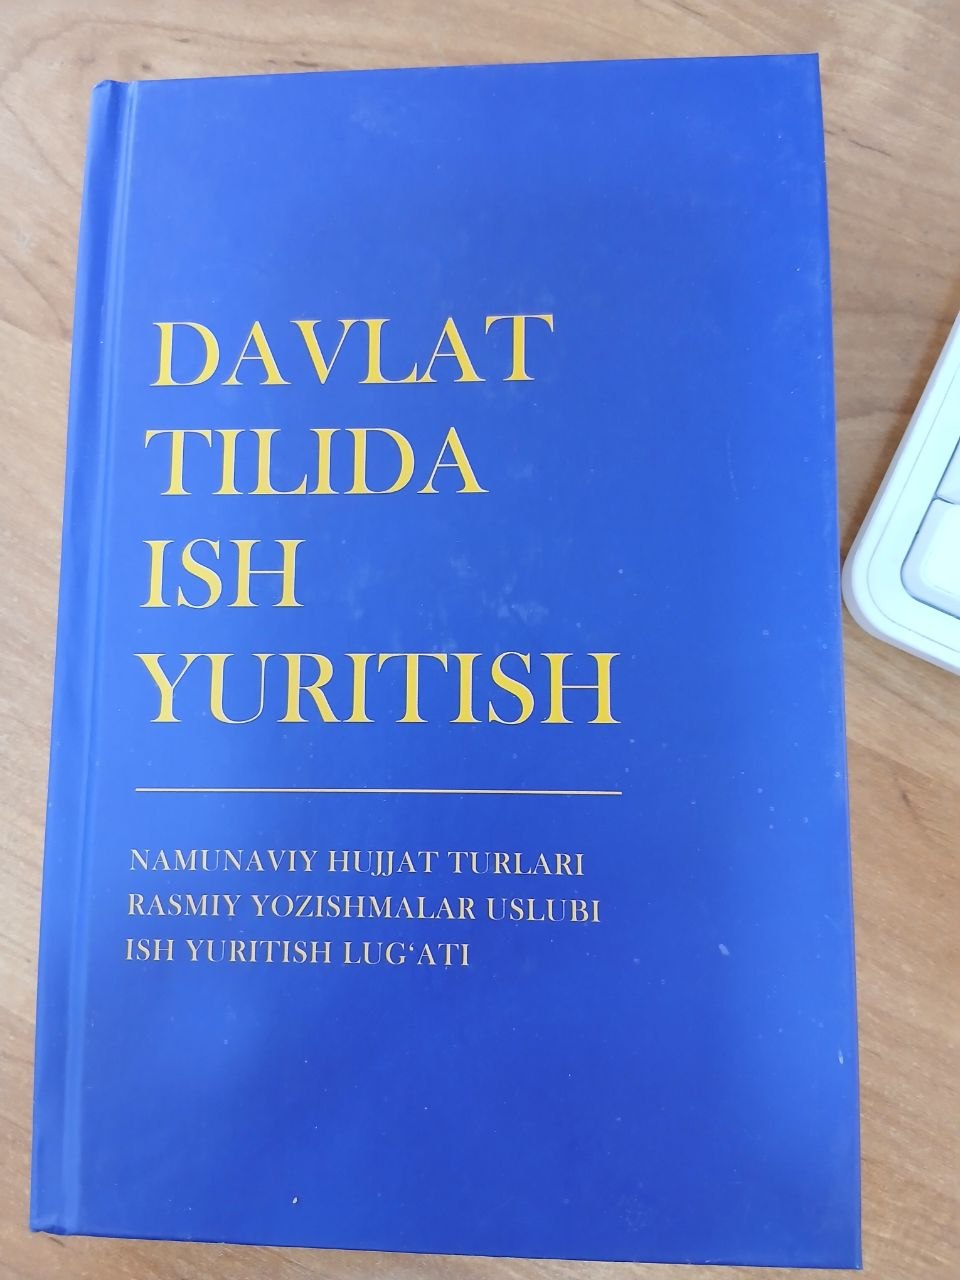 DAVLAT
TILIDA
ISH
YURITISH
NAMUNAVIY HUJJAT TURLARI
RASMIY YOZISHMALAR USLUBI
ISH YURITISH LUG‘ATI